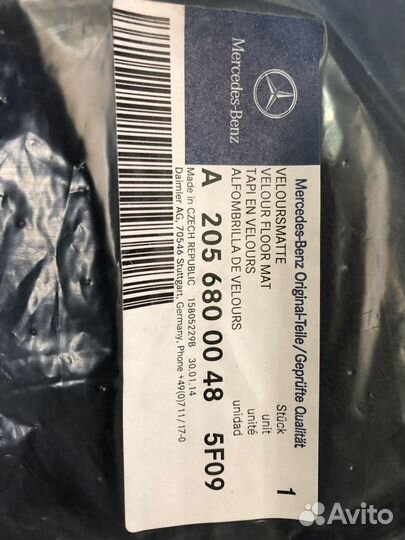 Mercedes-Benz
Mercedes-Benz Original-Teile/Geprüfte Qualität
VELOURSMATTE
VELOUR FLOOR MAT
TAPI EN VELOURS
ALFOMBRILLA DE VELOURS
Stück
unit
unité
unidad
1
A 205 680 00 48 5F09
Made in CZECH REPUBLIC 15805229B 30.01.14
Daimler AG, 70546 Stuttgart, Germany, Phone +49(0)711/17-0
Avito